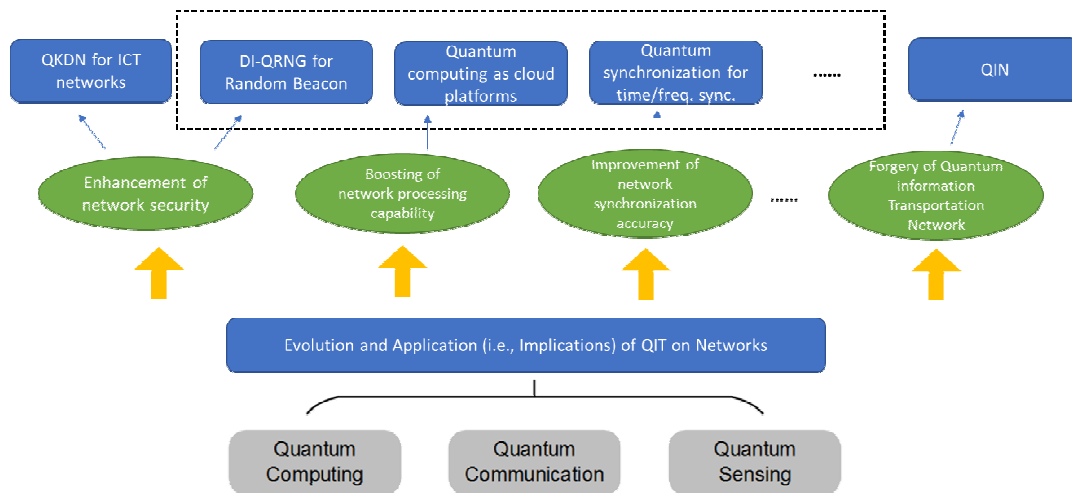 QKDN for ICT
networks
DI-QRNG for
Random Beacon
Quantum
computing as cloud
platforms
Quantum
synchronization for
time/freq. sync.
......
QIN
Enhancement of
network security
Boosting of
network processing
capability
Improvement of
network
synchronization
accuracy
......
Forgery of Quantum
information
Transportation
Network
Evolution and Application (i.e., Implications) of QIT on Networks
Quantum
Computing
Quantum
Communication
Quantum
Sensing